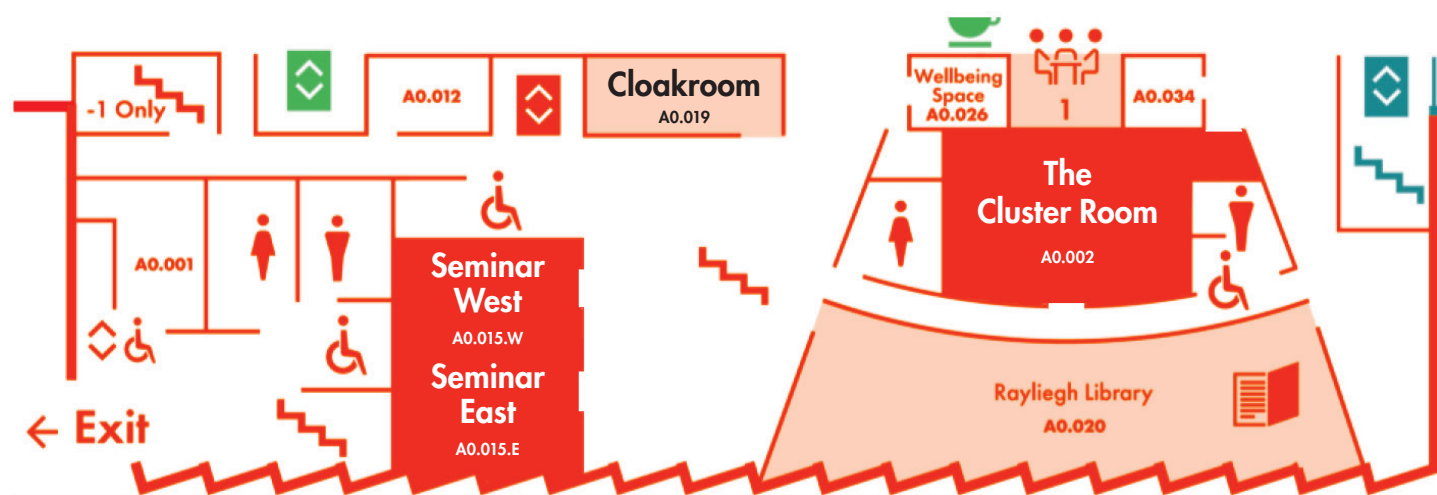 -1 Only
A0.012
Cloakroom
A0.019
Wellbeing
Space
A0.026
1
A0.034
The
Cluster Room
A0.002
A0.001
Seminar
West
A0.015.W
Seminar
East
A0.015.E
Rayliegh Library
A0.020
← Exit